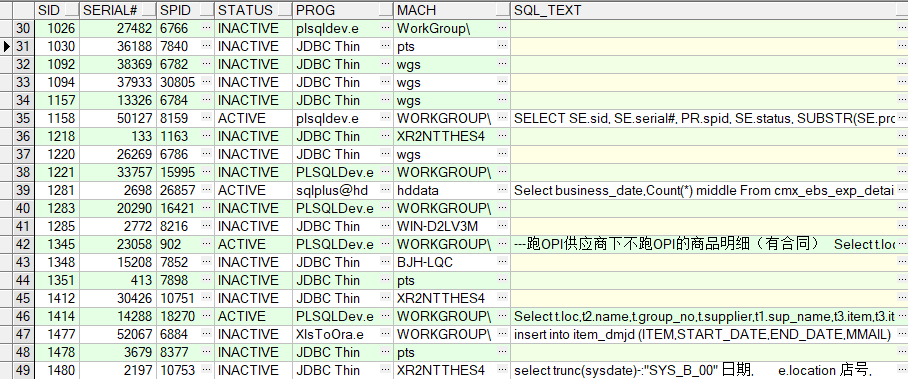 SID SERIAL# SPID STATUS PROG MACH SQL_TEXT
30 1026 27482 6766 ... INACTIVE plsqldev.e ... WorkGroup\ ...
31 1030 36188 7840 ... INACTIVE JDBC Thin ... pts ...
32 1092 38369 6782 ... INACTIVE JDBC Thin ... wgs ...
33 1094 37933 30805 ... INACTIVE JDBC Thin ... wgs ...
34 1157 13326 6784 ... INACTIVE JDBC Thin ... wgs ...
35 1158 50127 8159 ... ACTIVE plsqldev.e ... WORKGROUP\ ... SELECT SE.sid, SE.serial#, PR.spid, SE.status, SUBSTR(SE.pro
36 1218 133 1163 ... INACTIVE JDBC Thin ... XR2NTTHES4 ...
37 1220 26269 6786 ... INACTIVE JDBC Thin ... wgs ...
38 1221 33757 15995 ... INACTIVE PLSQLDev.e ... WORKGROUP\ ...
39 1281 2698 26857 ... ACTIVE sqlplus@hd ... hddata ... Select business_date,Count(*) middle From cmx_ebs_exp_detai
40 1283 20290 16421 ... INACTIVE PLSQLDev.e ... WORKGROUP\ ...
41 1285 2772 8216 ... INACTIVE JDBC Thin ... WIN-D2LV3M ...
42 1345 23058 902 ... ACTIVE PLSQLDev.e ... WORKGROUP\ ... ---跑OPI供应商下不跑OPI的商品明细（有合同） Select t.loc
43 1348 15208 7852 ... INACTIVE JDBC Thin ... BJH-LQC ...
44 1351 413 7898 ... INACTIVE JDBC Thin ... pts ...
45 1412 30426 10751 ... INACTIVE JDBC Thin ... XR2NTTHES4 ...
46 1414 14288 18270 ... ACTIVE PLSQLDev.e ... WORKGROUP\ ... Select t.loc,t2.name,t.group_no,t.supplier,t1.sup_name,t3.item,t3.it
47 1477 52067 6884 ... INACTIVE XlsToOra.e ... WORKGROUP\ ... insert into item_dmjd (ITEM,START_DATE,END_DATE,MMAIL)
48 1478 3679 8377 ... INACTIVE JDBC Thin ... pts ...
49 1480 2197 10753 ... INACTIVE JDBC Thin ... XR2NTTHES4 ... select trunc(sysdate)-:"SYS_B_00" 日期, e.location 店号,